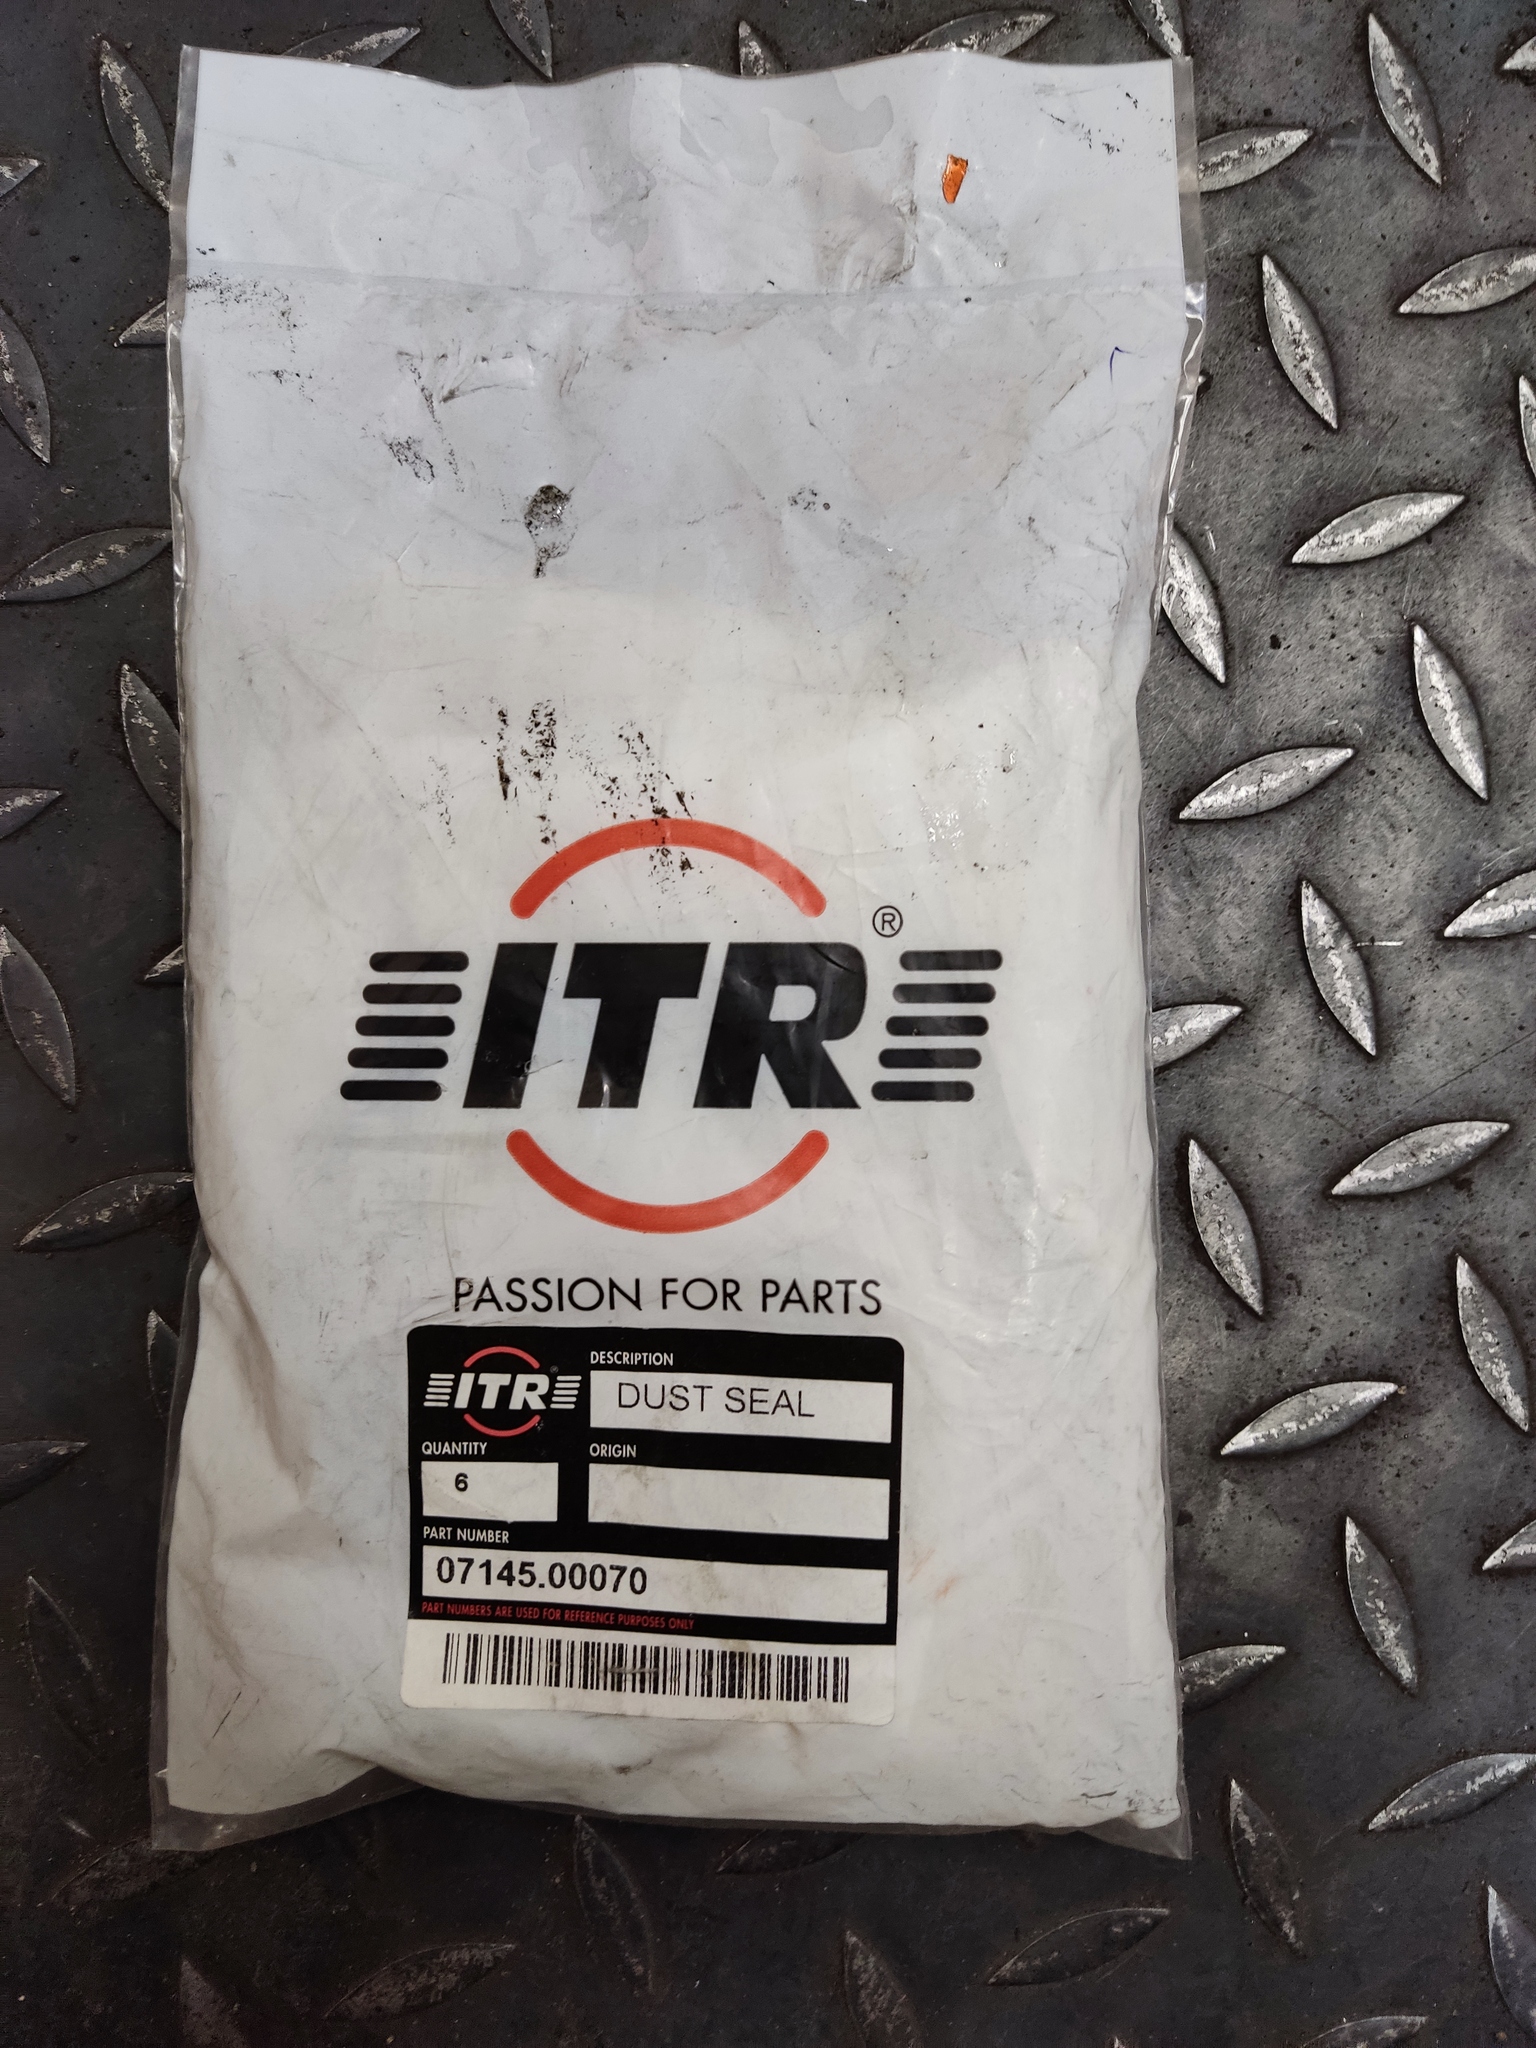 ITR®
PASSION FOR PARTS
ITR®
DESCRIPTION
DUST SEAL
QUANTITY
6
ORIGIN
PART NUMBER
07145.00070
PART NUMBERS ARE USED FOR REFERENCE PURPOSES ONLY